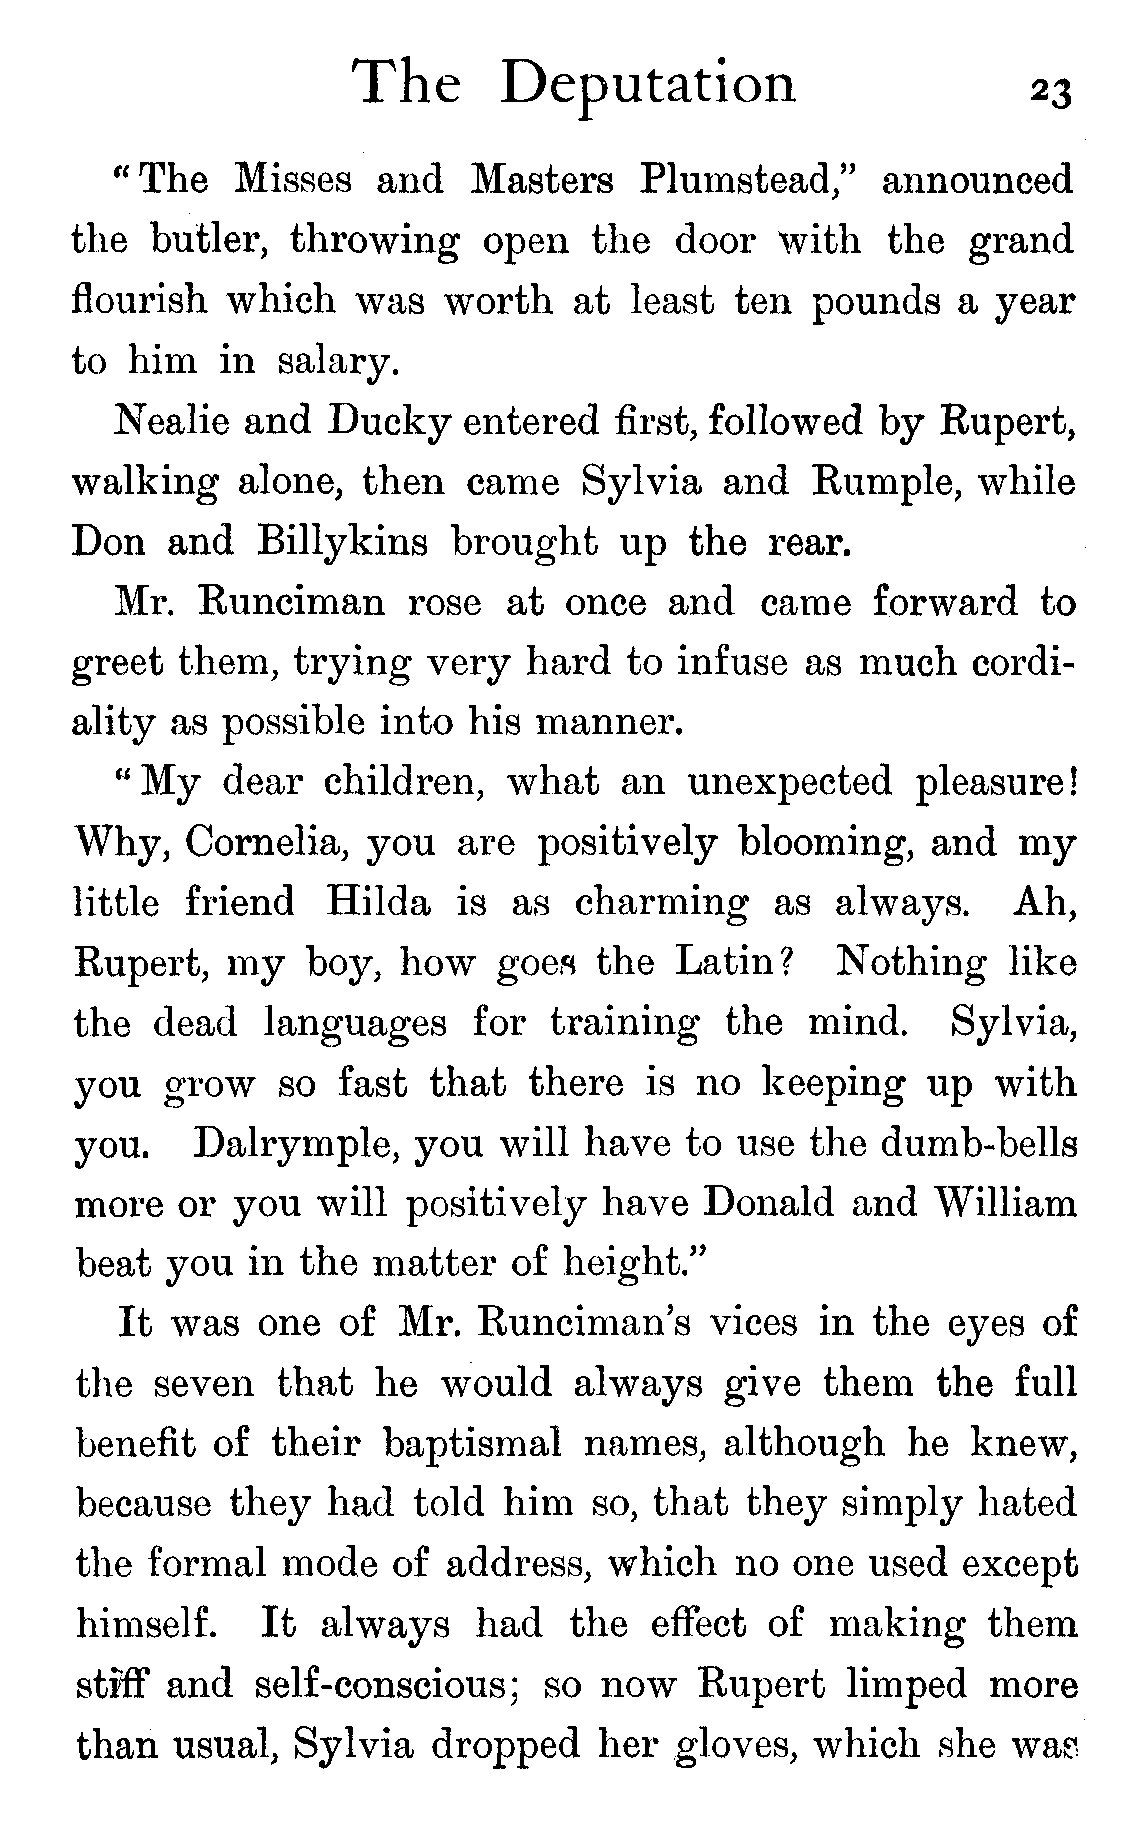 The Deputation 23
“The Misses and Masters Plumstead,” announced
the butler, throwing open the door with the grand
flourish which was worth at least ten pounds a year
to him in salary.
Nealie and Ducky entered first, followed by Rupert,
walking alone, then came Sylvia and Rumple, while
Don and Billykins brought up the rear.
Mr. Runciman rose at once and came forward to
greet them, trying very hard to infuse as much cordi-
ality as possible into his manner.
“My dear children, what an unexpected pleasure!
Why, Cornelia, you are positively blooming, and my
little friend Hilda is as charming as always. Ah,
Rupert, my boy, how goes the Latin? Nothing like
the dead languages for training the mind. Sylvia,
you grow so fast that there is no keeping up with
you. Dalrymple, you will have to use the dumb-bells
more or you will positively have Donald and William
beat you in the matter of height.”
It was one of Mr. Runciman’s vices in the eyes of
the seven that he would always give them the full
benefit of their baptismal names, although he knew,
because they had told him so, that they simply hated
the formal mode of address, which no one used except
himself. It always had the effect of making them
stiff and self-conscious; so now Rupert limped more
than usual, Sylvia dropped her gloves, which she was